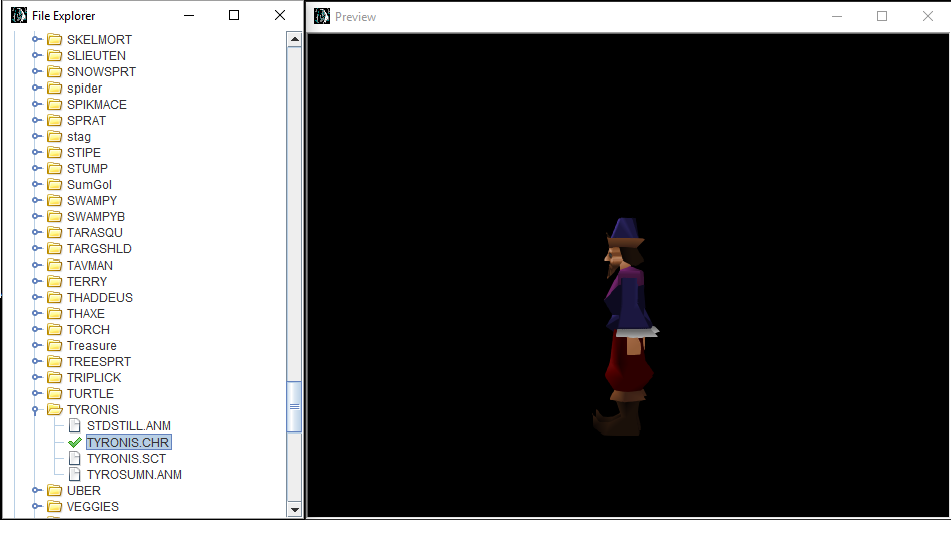 File Explorer
Preview
SKELMORT
SLIEUTEN
SNOWSPRT
spider
SPIKMACE
SPRAT
stag
STIPE
STUMP
SumGol
SWAMPY
SWAMPYB
TARASQU
TARGSHLD
TAVMAN
TERRY
THADDEUS
THAXE
TORCH
Treasure
TREESPRT
TRIPLICK
TURTLE
TYRONIS
STDSTILL.ANM
TYRONIS.CHR
TYRONIS.SCT
TYROSUMN.ANM
UBER
VEGGIES